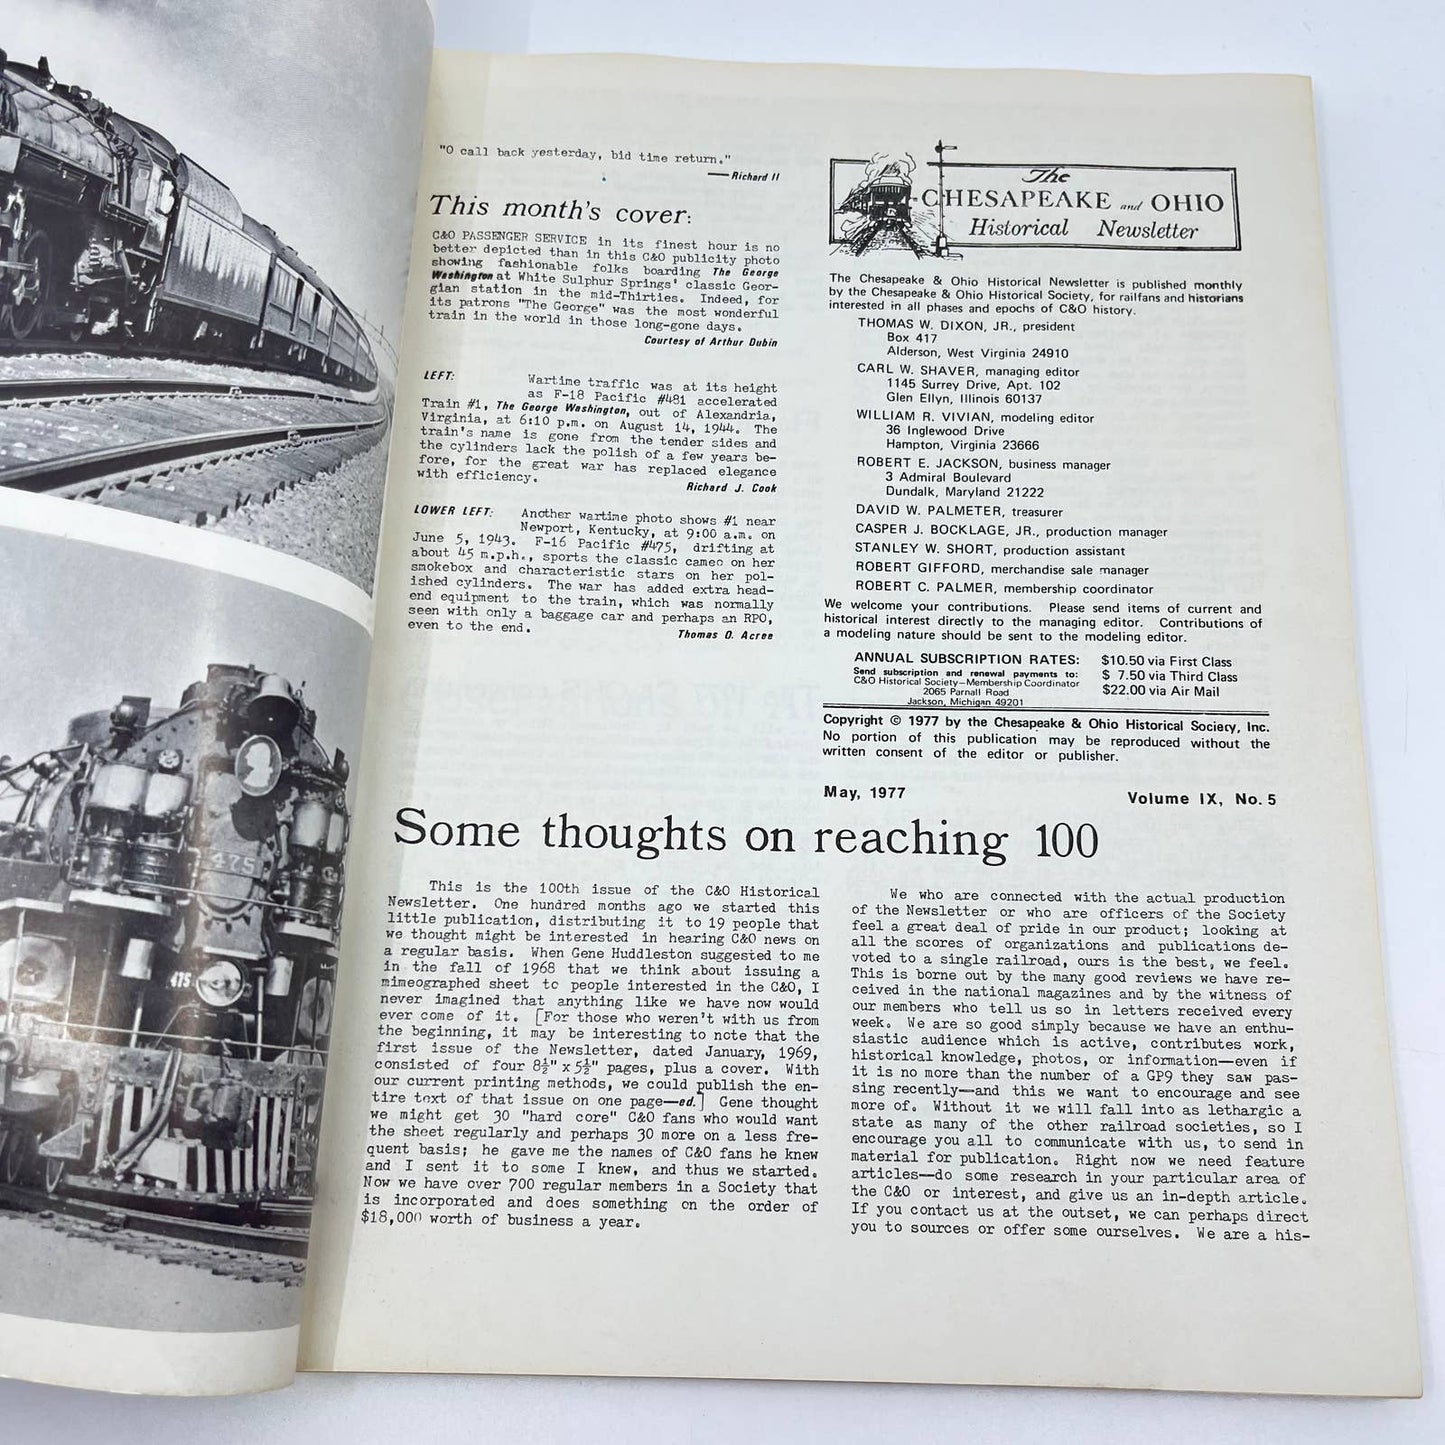 "O call back yesterday, bid time return."
—Richard II
This month's cover:
C&O PASSENGER SERVICE in its finest hour is no
better depicted than in this C&O publicity photo
showing fashionable folks boarding The George
Washington at White Sulphur Springs' classic Geor-
gian station in the mid-Thirties. Indeed, for
its patrons "The George" was the most wonderful
train in the world in those long-gone days.
Courtesy of Arthur Dubin
LEFT: Wartime traffic was at its height
as F-18 Pacific #481 accelerated
Train #1, The George Washington, out of Alexandria,
Virginia, at 6:10 p.m. on August 14, 1944. The
train's name is gone from the tender sides and
the cylinders lack the polish of a few years be-
fore, for the great war has replaced elegance
with efficiency.
Richard J. Cook
LOWER LEFT: Another wartime photo shows #1 near
Newport, Kentucky, at 9:00 a.m. on
June 5, 1943. F-16 Pacific #475, drifting at
about 45 m.p.h., sports the classic cameo on her
smokebox and characteristic stars on her pol-
ished cylinders. The war has added extra head-
end equipment to the train, which was normally
seen with only a baggage car and perhaps an RPO,
even to the end.
Thomas O. Acree
The
CHESAPEAKE and OHIO
Historical Newsletter
The Chesapeake & Ohio Historical Newsletter is published monthly
by the Chesapeake & Ohio Historical Society, for railfans and historians
interested in all phases and epochs of C&O history.
THOMAS W. DIXON, JR., president
Box 417
Alderson, West Virginia 24910
CARL W. SHAVER, managing editor
1145 Surrey Drive, Apt. 102
Glen Ellyn, Illinois 60137
WILLIAM R. VIVIAN, modeling editor
36 Inglewood Drive
Hampton, Virginia 23666
ROBERT E. JACKSON, business manager
3 Admiral Boulevard
Dundalk, Maryland 21222
DAVID W. PALMETER, treasurer
CASPER J. BOCKLAGE, JR., production manager
STANLEY W. SHORT, production assistant
ROBERT GIFFORD, merchandise sale manager
ROBERT C. PALMER, membership coordinator
We welcome your contributions. Please send items of current and
historical interest directly to the managing editor. Contributions of
a modeling nature should be sent to the modeling editor.
ANNUAL SUBSCRIPTION RATES: $10.50 via First Class
Send subscription and renewal payments to: $ 7.50 via Third Class
C&O Historical Society—Membership Coordinator $22.00 via Air Mail
2065 Parnall Road
Jackson, Michigan 49201
Copyright © 1977 by the Chesapeake & Ohio Historical Society, Inc.
No portion of this publication may be reproduced without the
written consent of the editor or publisher.
May, 1977 Volume IX, No. 5
Some thoughts on reaching 100
This is the 100th issue of the C&O Historical
Newsletter. One hundred months ago we started this
little publication, distributing it to 19 people that
we thought might be interested in hearing C&O news on
a regular basis. When Gene Huddleston suggested to me
in the fall of 1968 that we think about issuing a
mimeographed sheet to people interested in the C&O, I
never imagined that anything like we have now would
ever come of it. [For those who weren't with us from
the beginning, it may be interesting to note that the
first issue of the Newsletter, dated January, 1969,
consisted of four 8½" x 5½" pages, plus a cover. With
our current printing methods, we could publish the en-
tire text of that issue on one page—ed.] Gene thought
we might get 30 "hard core" C&O fans who would want
the sheet regularly and perhaps 30 more on a less fre-
quent basis; he gave me the names of C&O fans he knew
and I sent it to some I knew, and thus we started.
Now we have over 700 regular members in a Society that
is incorporated and does something on the order of
$18,000 worth of business a year.
We who are connected with the actual production
of the Newsletter or who are officers of the Society
feel a great deal of pride in our product; looking at
all the scores of organizations and publications de-
voted to a single railroad, ours is the best, we feel.
This is borne out by the many good reviews we have re-
ceived in the national magazines and by the witness of
our members who tell us so in letters received every
week. We are so good simply because we have an enthu-
siastic audience which is active, contributes work,
historical knowledge, photos, or information—even if
it is no more than the number of a GP9 they saw pas-
sing recently—and this we want to encourage and see
more of. Without it we will fall into as lethargic a
state as many of the other railroad societies, so I
encourage you all to communicate with us, to send in
material for publication. Right now we need feature
articles—do some research in your particular area of
the C&O or interest, and give us an in-depth article.
If you contact us at the outset, we can perhaps direct
you to sources or offer some ourselves. We are a his-
475
475